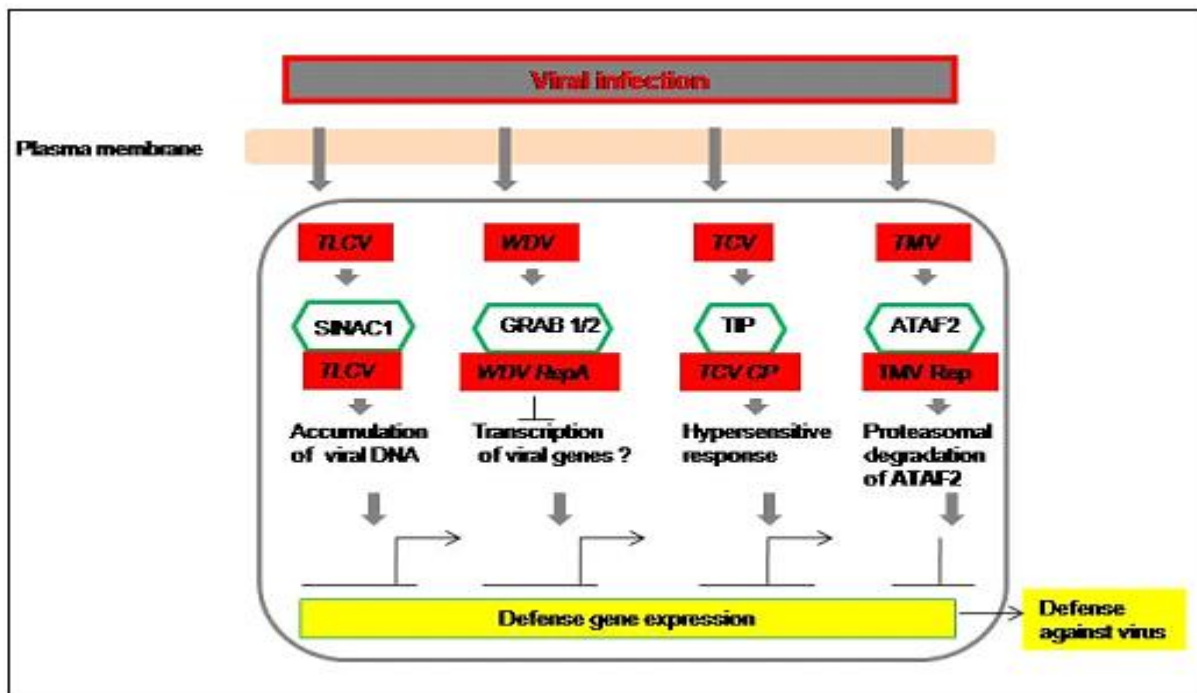 Viral infection
Plasma membrane
TLCV WDV TCV TMV
SINAC1 GRAB 1/2 TIP ATAF2
TLCV WDV RepA TCV CP TMV Rep
Accumulation
of viral DNA
Transcription
of viral genes ?
Hypersensitive
response
Proteasomal
degradation
of ATAF2
Defense gene expression
Defense
against virus